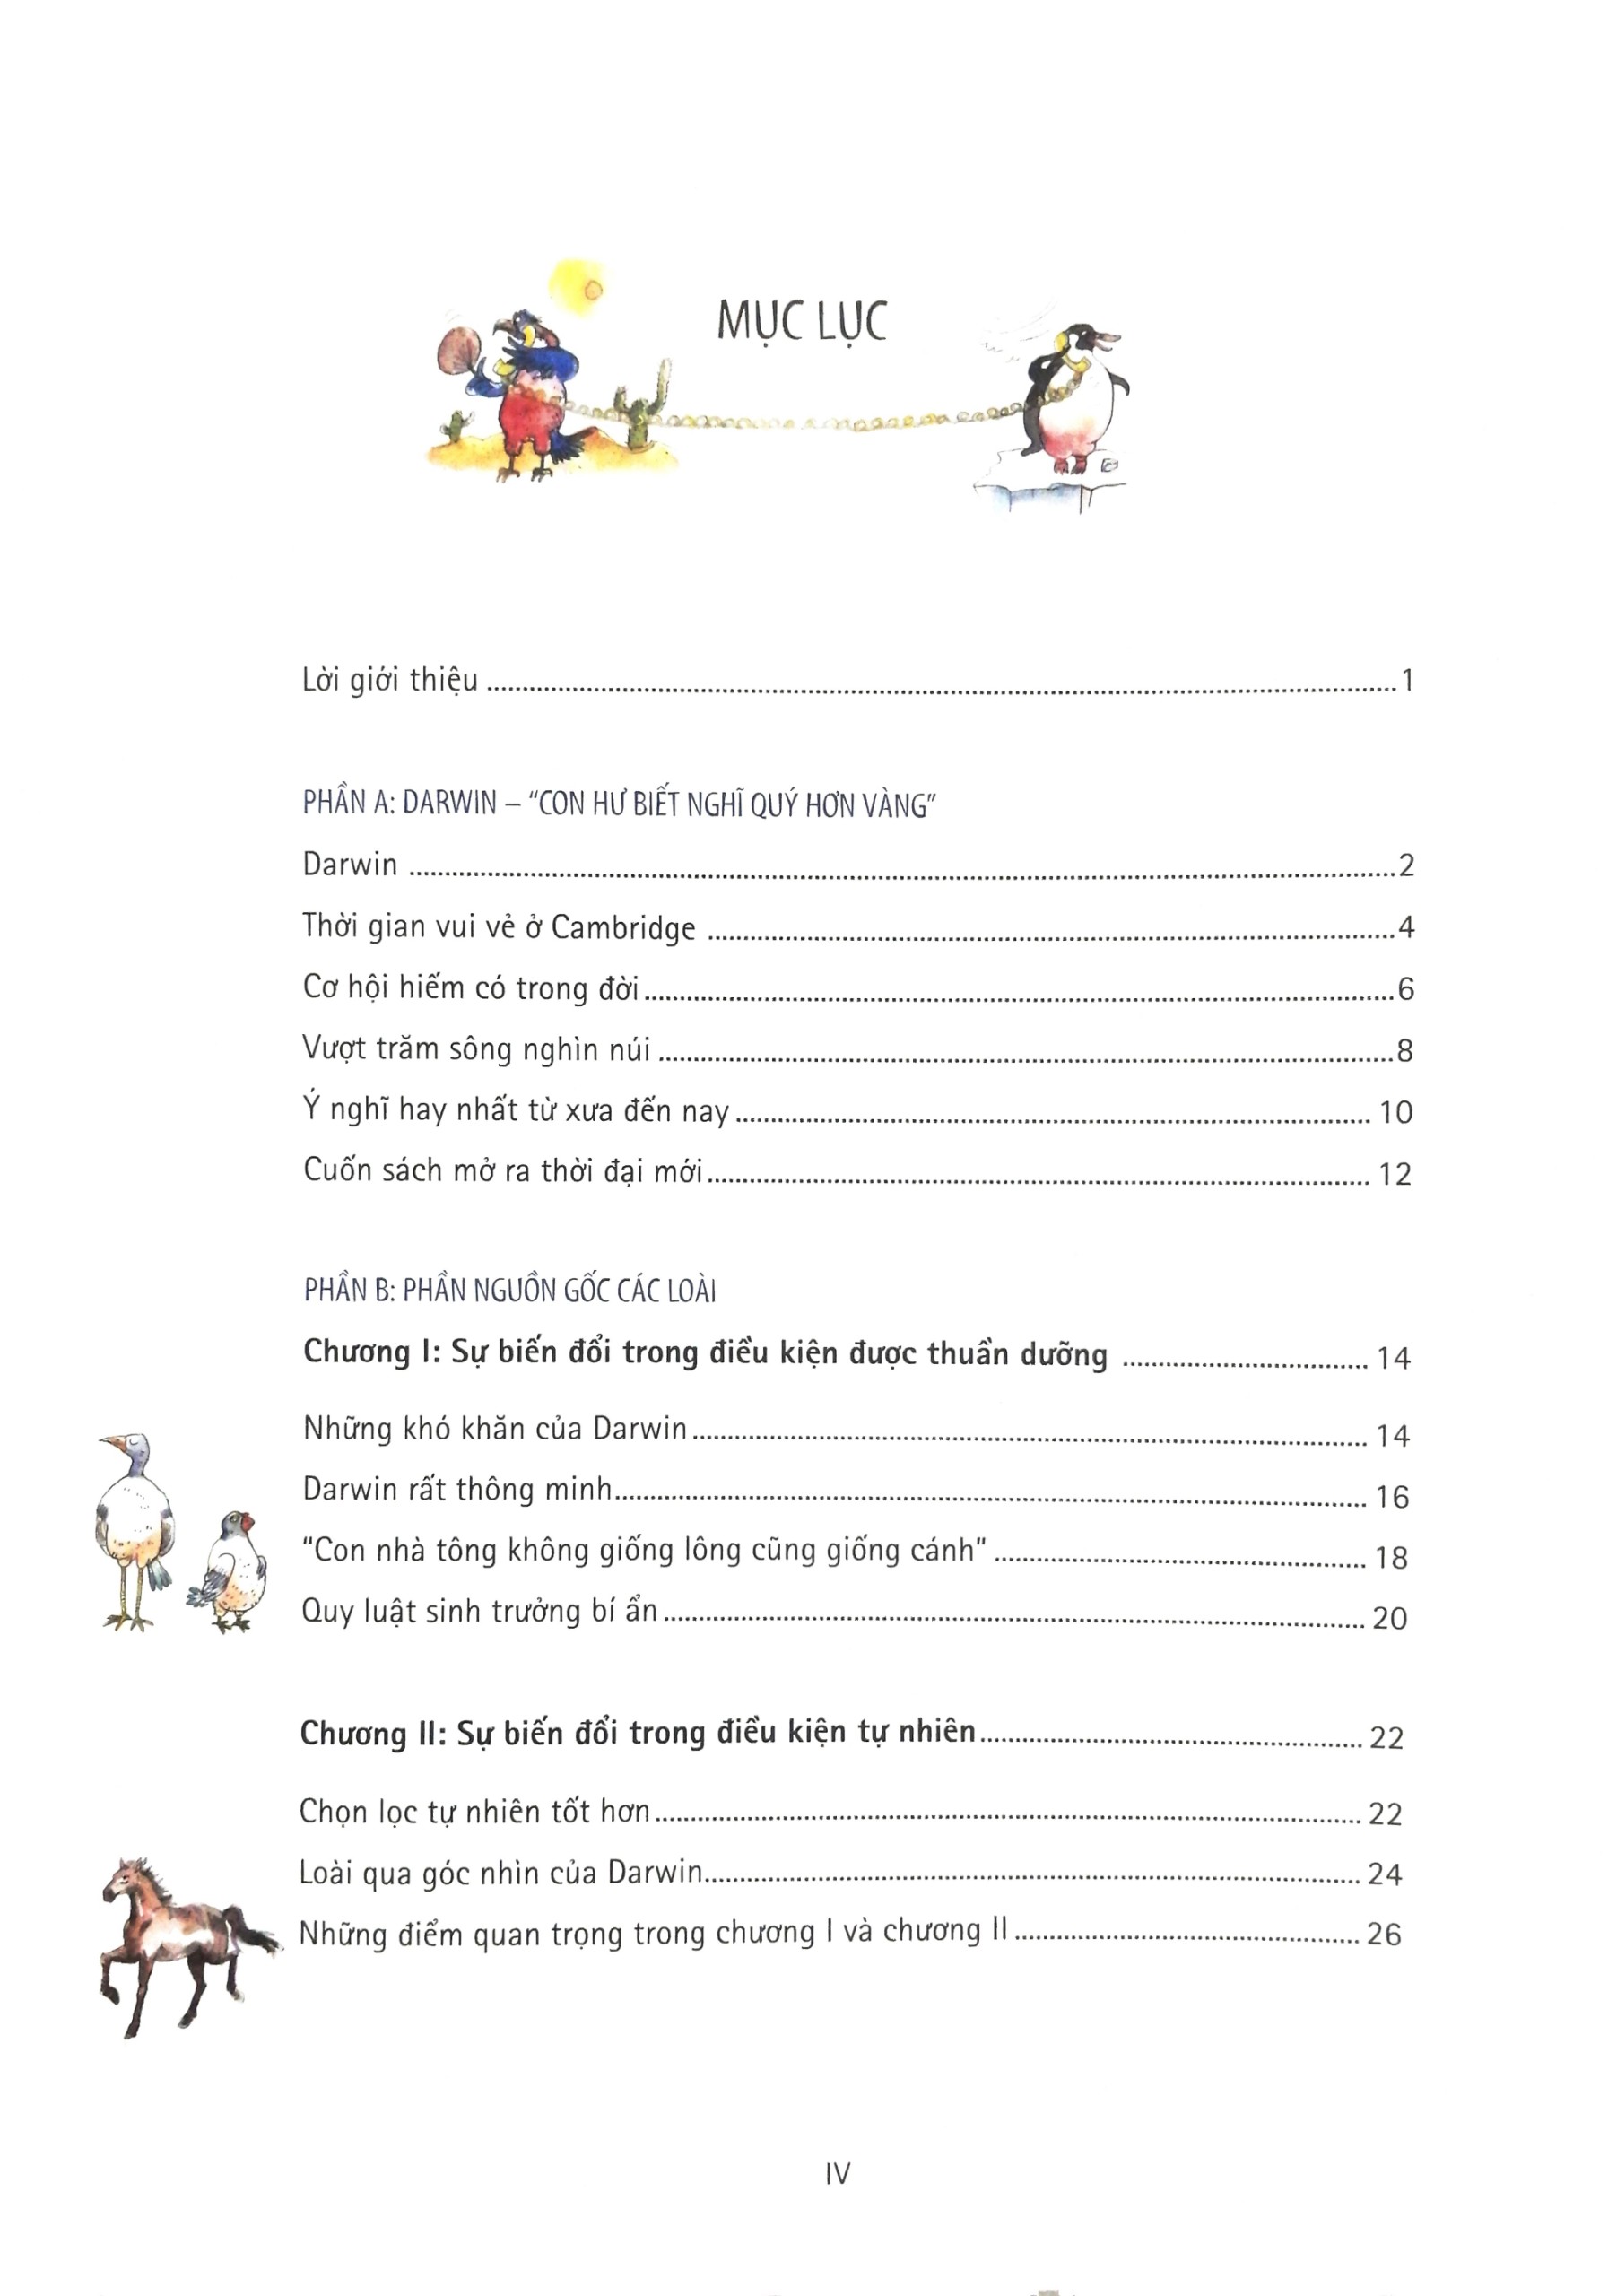 MỤC LỤC
Lời giới thiệu ........ 1
PHẦN A: DARWIN – “CON HƯ BIẾT NGHĨ QUÝ HƠN VÀNG”
Darwin ........ 2
Thời gian vui vẻ ở Cambridge ........ 4
Cơ hội hiếm có trong đời ........ 6
Vượt trăm sông nghìn núi ........ 8
Ý nghĩ hay nhất từ xưa đến nay ........ 10
Cuốn sách mở ra thời đại mới ........ 12
PHẦN B: PHẦN NGUỒN GỐC CÁC LOÀI
Chương I: Sự biến đổi trong điều kiện được thuần dưỡng ........ 14
Những khó khăn của Darwin ........ 14
Darwin rất thông minh ........ 16
“Con nhà tông không giống lông cũng giống cánh” ........ 18
Quy luật sinh trưởng bí ẩn ........ 20
Chương II: Sự biến đổi trong điều kiện tự nhiên ........ 22
Chọn lọc tự nhiên tốt hơn ........ 22
Loài qua góc nhìn của Darwin ........ 24
Những điểm quan trọng trong chương I và chương II ........ 26
IV